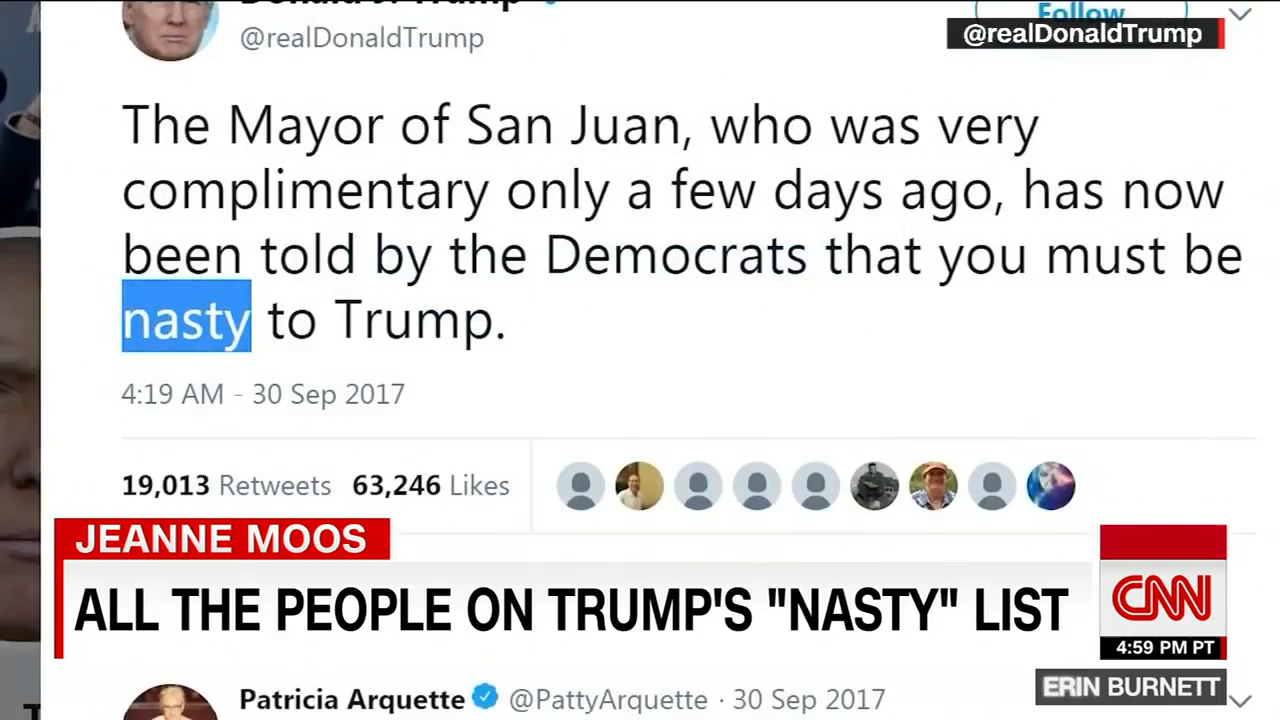 Donald J. Trump
@realDonaldTrump
Follow
@realDonaldTrump
The Mayor of San Juan, who was very
complimentary only a few days ago, has now
been told by the Democrats that you must be
nasty to Trump.
4:19 AM - 30 Sep 2017
19,013 Retweets 63,246 Likes
JEANNE MOOS
ALL THE PEOPLE ON TRUMP'S "NASTY" LIST
CNN
4:59 PM PT
ERIN BURNETT
Patricia Arquette @PattyArquette · 30 Sep 2017